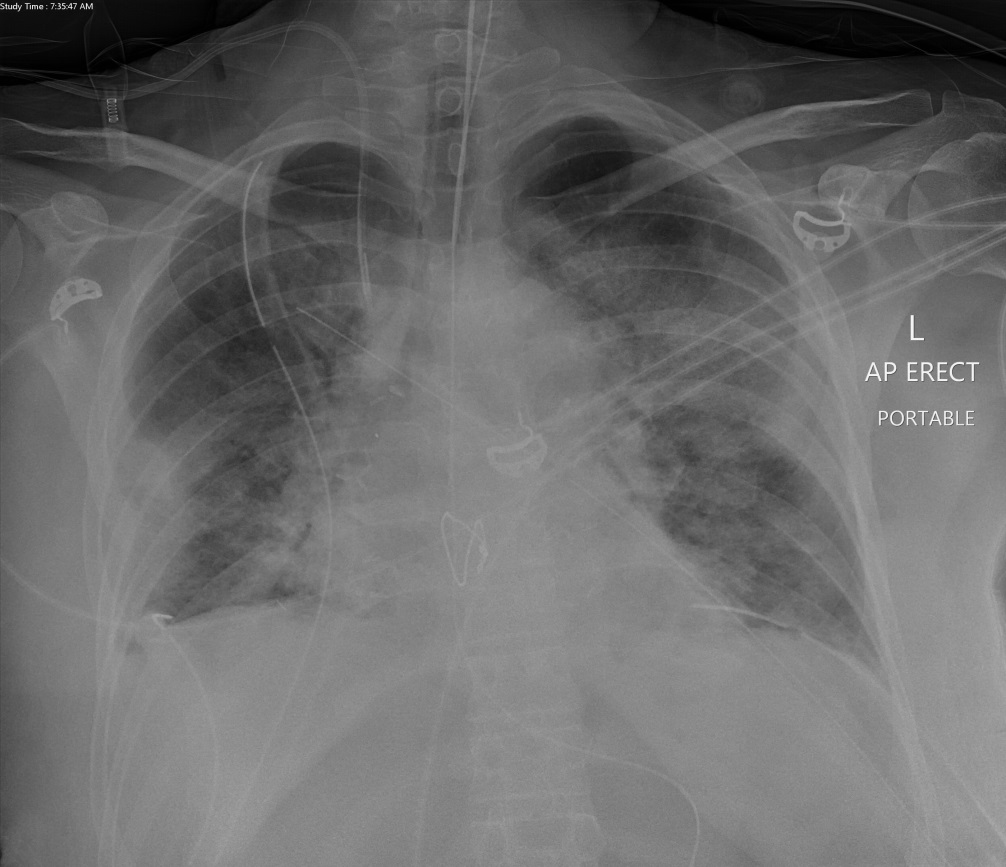 Study Time : 7:35:47 AM
L
AP ERECT
PORTABLE